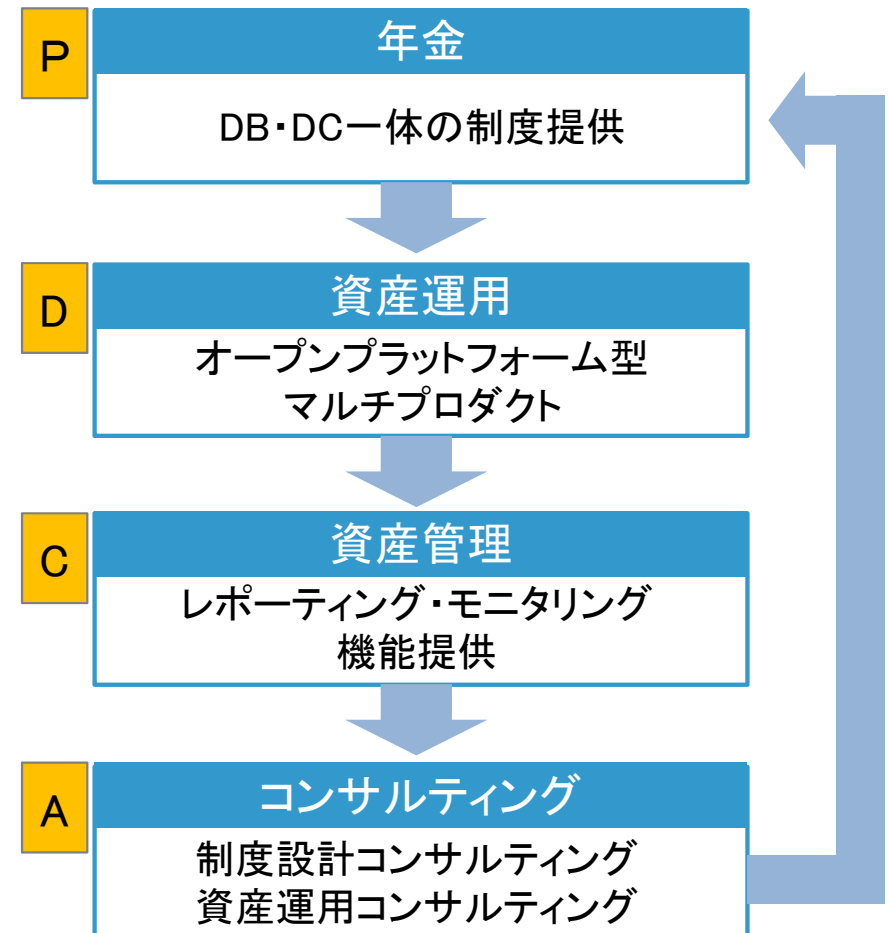 P
年金
DB・DC一体の制度提供
D
資産運用
オープンプラットフォーム型
マルチプロダクト
C
資産管理
レポーティング・モニタリング
機能提供
A
コンサルティング
制度設計コンサルティング
資産運用コンサルティング